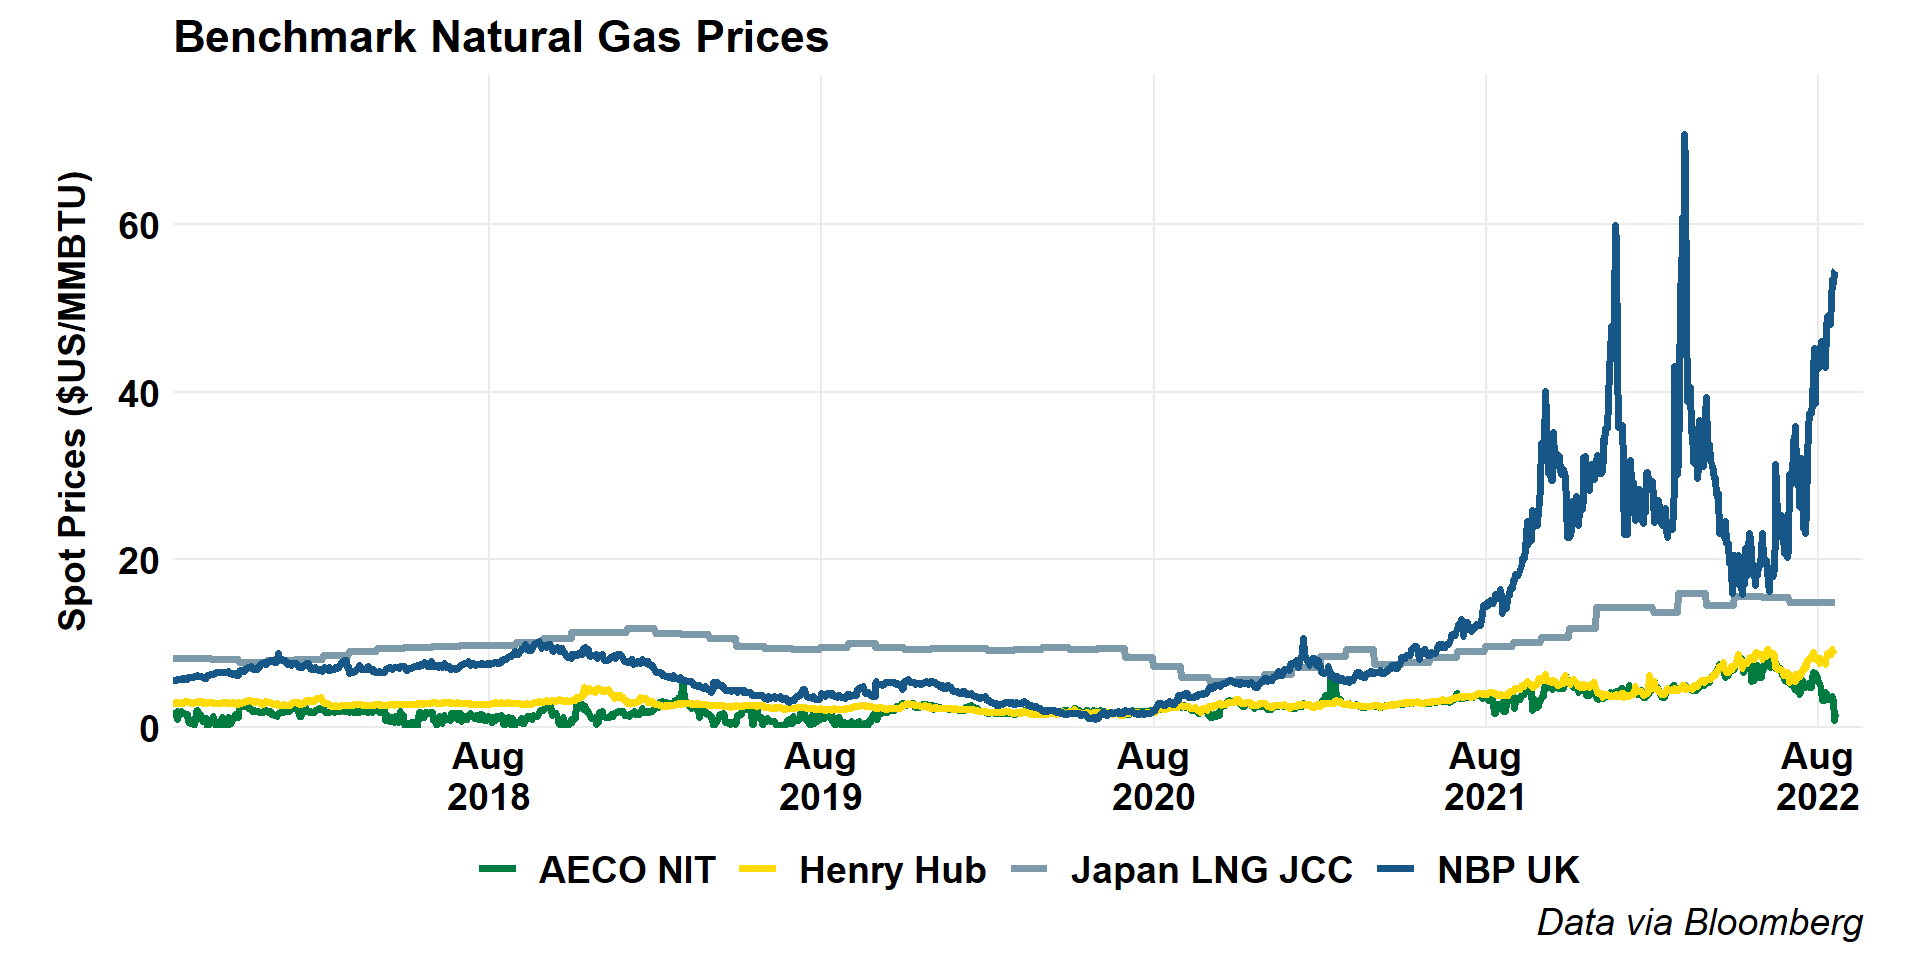 Benchmark Natural Gas Prices
Spot Prices ($US/MMBTU)
60
40
20
0
Aug Aug Aug Aug Aug
2018 2019 2020 2021 2022
AECO NIT Henry Hub Japan LNG JCC NBP UK
Data via Bloomberg